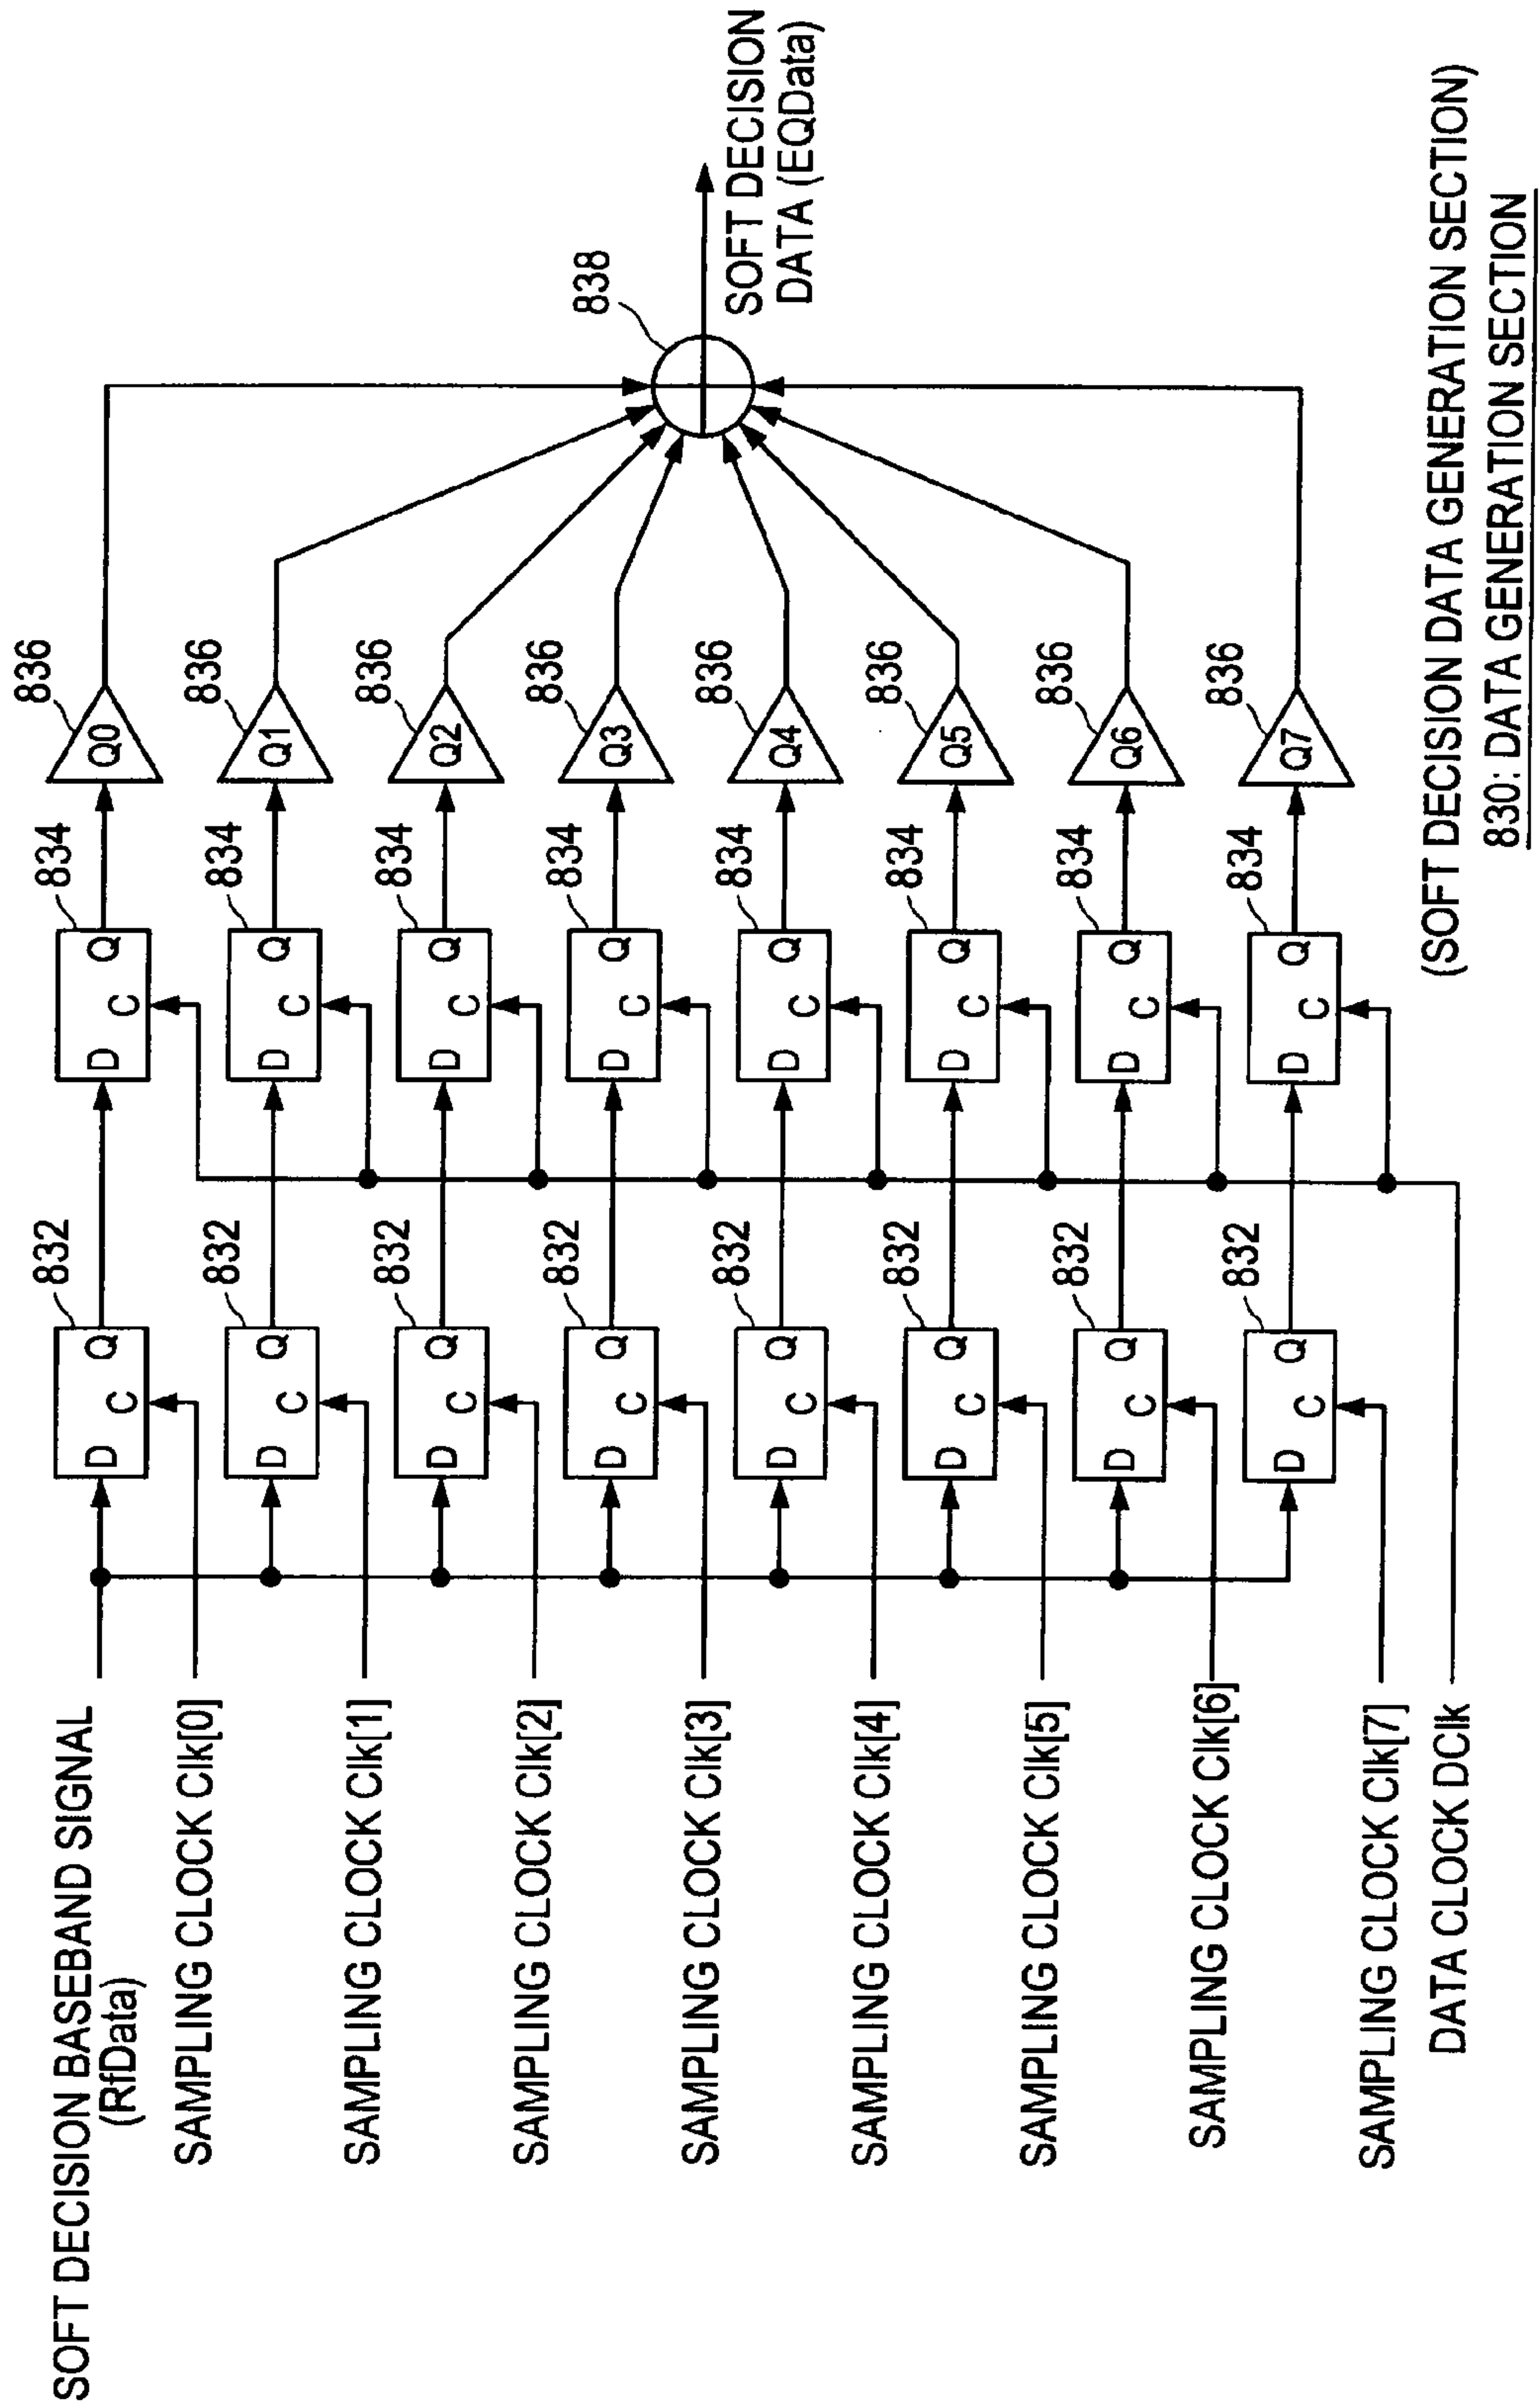 SOFT DECISION BASEBAND SIGNAL
(RfData)
SAMPLING CLOCK Clk[0]
SAMPLING CLOCK Clk[1]
SAMPLING CLOCK Clk[2]
SAMPLING CLOCK Clk[3]
SAMPLING CLOCK Clk[4]
SAMPLING CLOCK Clk[5]
SAMPLING CLOCK Clk[6]
SAMPLING CLOCK Clk[7]
DATA CLOCK DClk
832
D C Q
832
D C Q
832
D C Q
832
D C Q
832
D C Q
832
D C Q
832
D C Q
832
D C Q
834
D C Q
834
D C Q
834
D C Q
834
D C Q
834
D C Q
834
D C Q
834
D C Q
834
D C Q
836
Q0
836
Q1
836
Q2
836
Q3
836
Q4
836
Q5
836
Q6
836
Q7
838
SOFT DECISION
DATA (EQData)
(SOFT DECISION DATA GENERATION SECTION)
830: DATA GENERATION SECTION